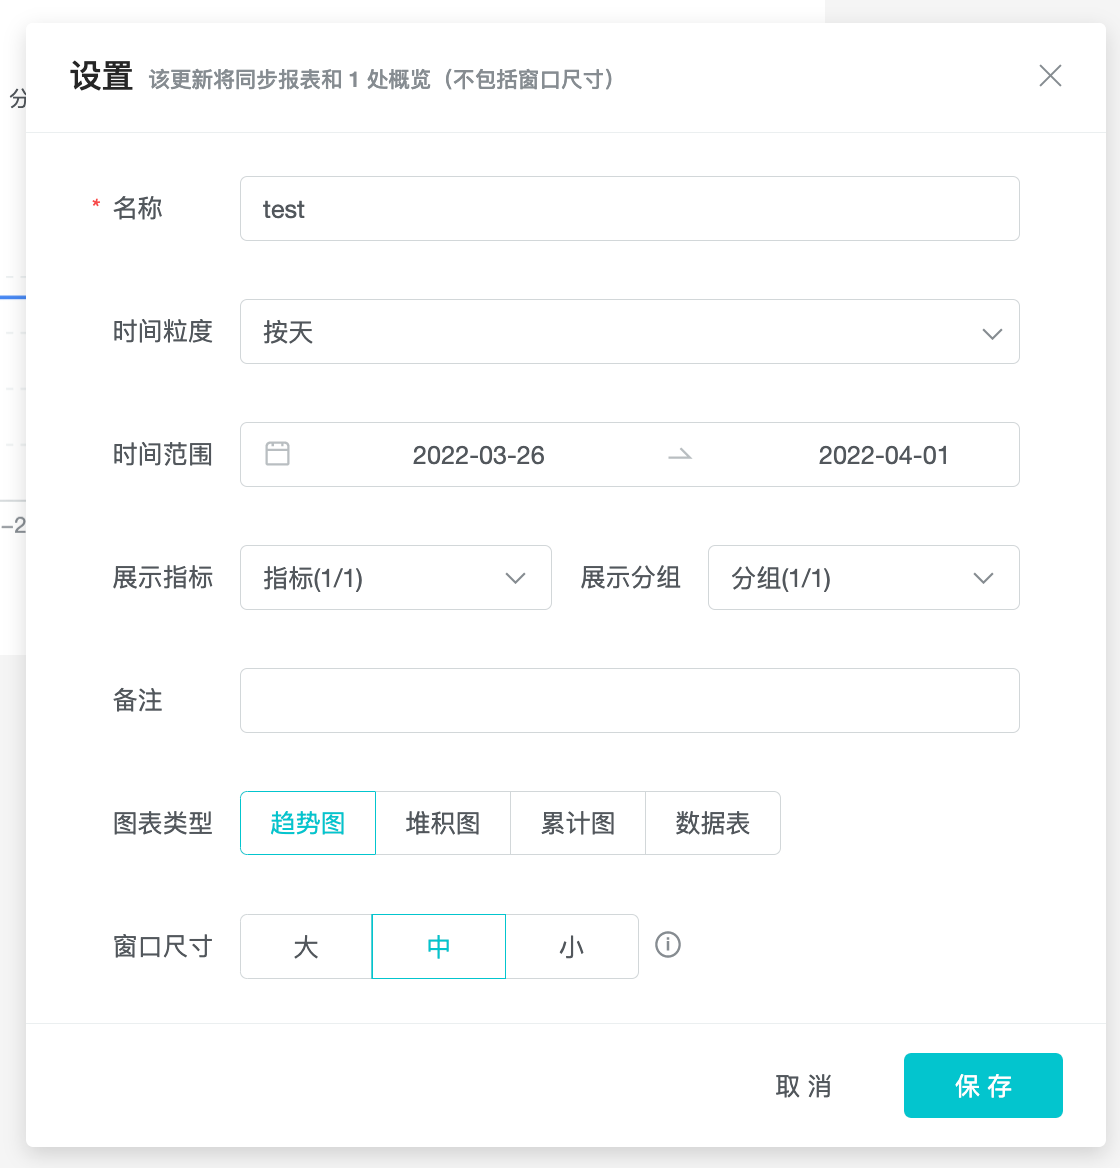 设置 该更新将同步报表和 1 处概览（不包括窗口尺寸）
分
* 名称 test
时间粒度 按天
时间范围 2022-03-26 2022-04-01
-2
展示指标 指标(1/1) 展示分组 分组(1/1)
备注
图表类型 趋势图 堆积图 累计图 数据表
窗口尺寸 大 中 小
取 消 保 存